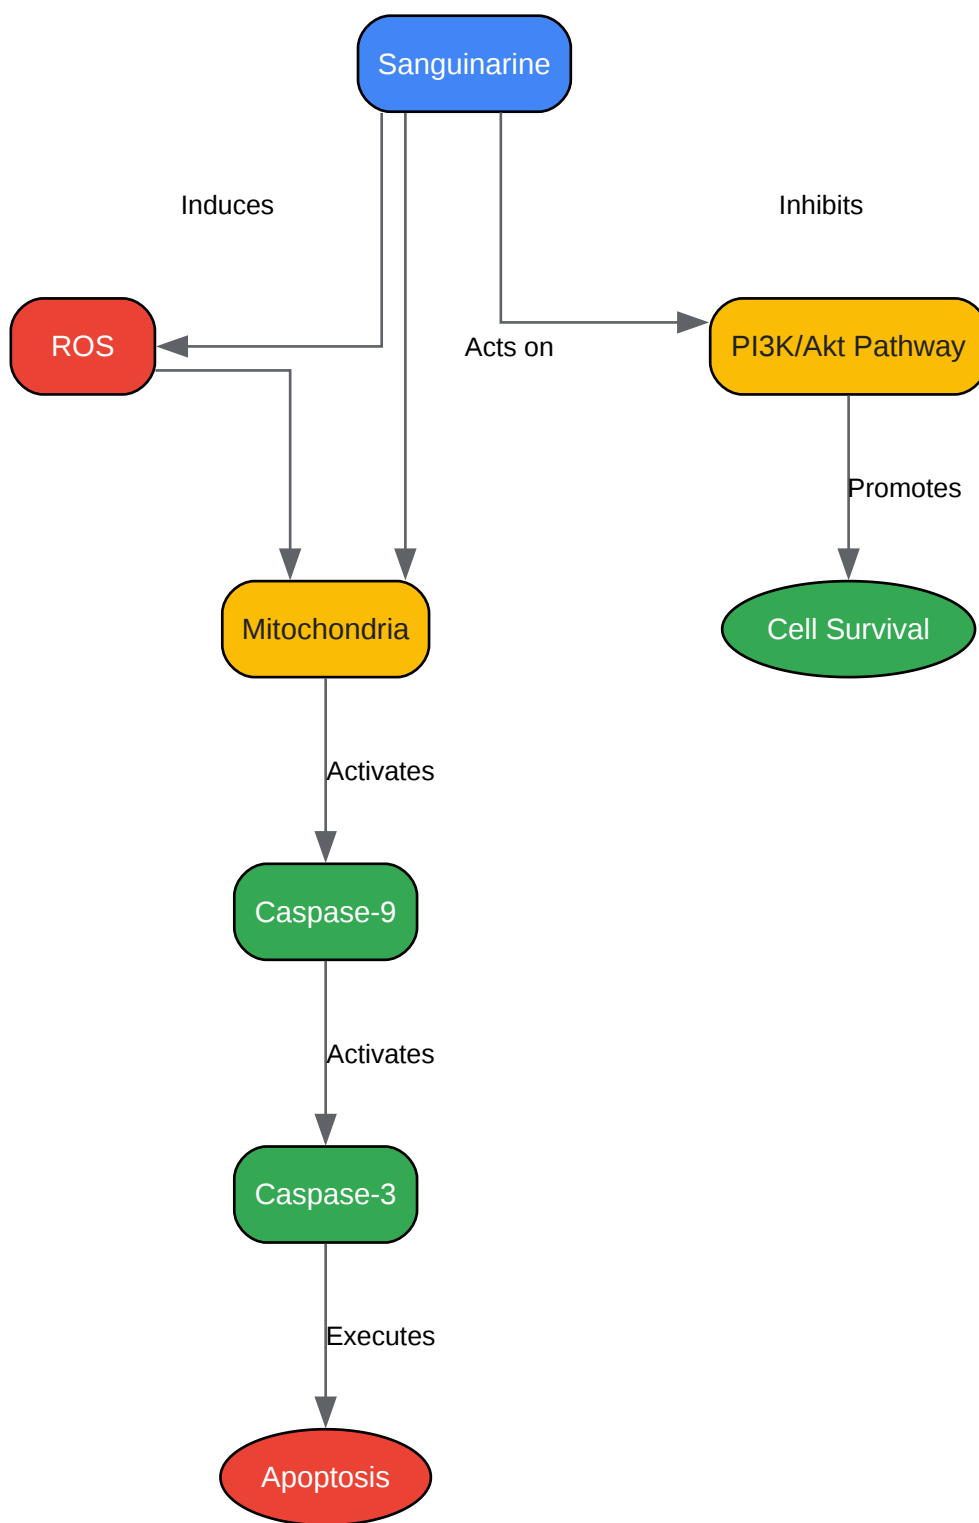 Sanguinarine
Induces
Inhibits
ROS
Acts on
PI3K/Akt Pathway
Promotes
Mitochondria
Cell Survival
Activates
Caspase-9
Activates
Caspase-3
Executes
Apoptosis